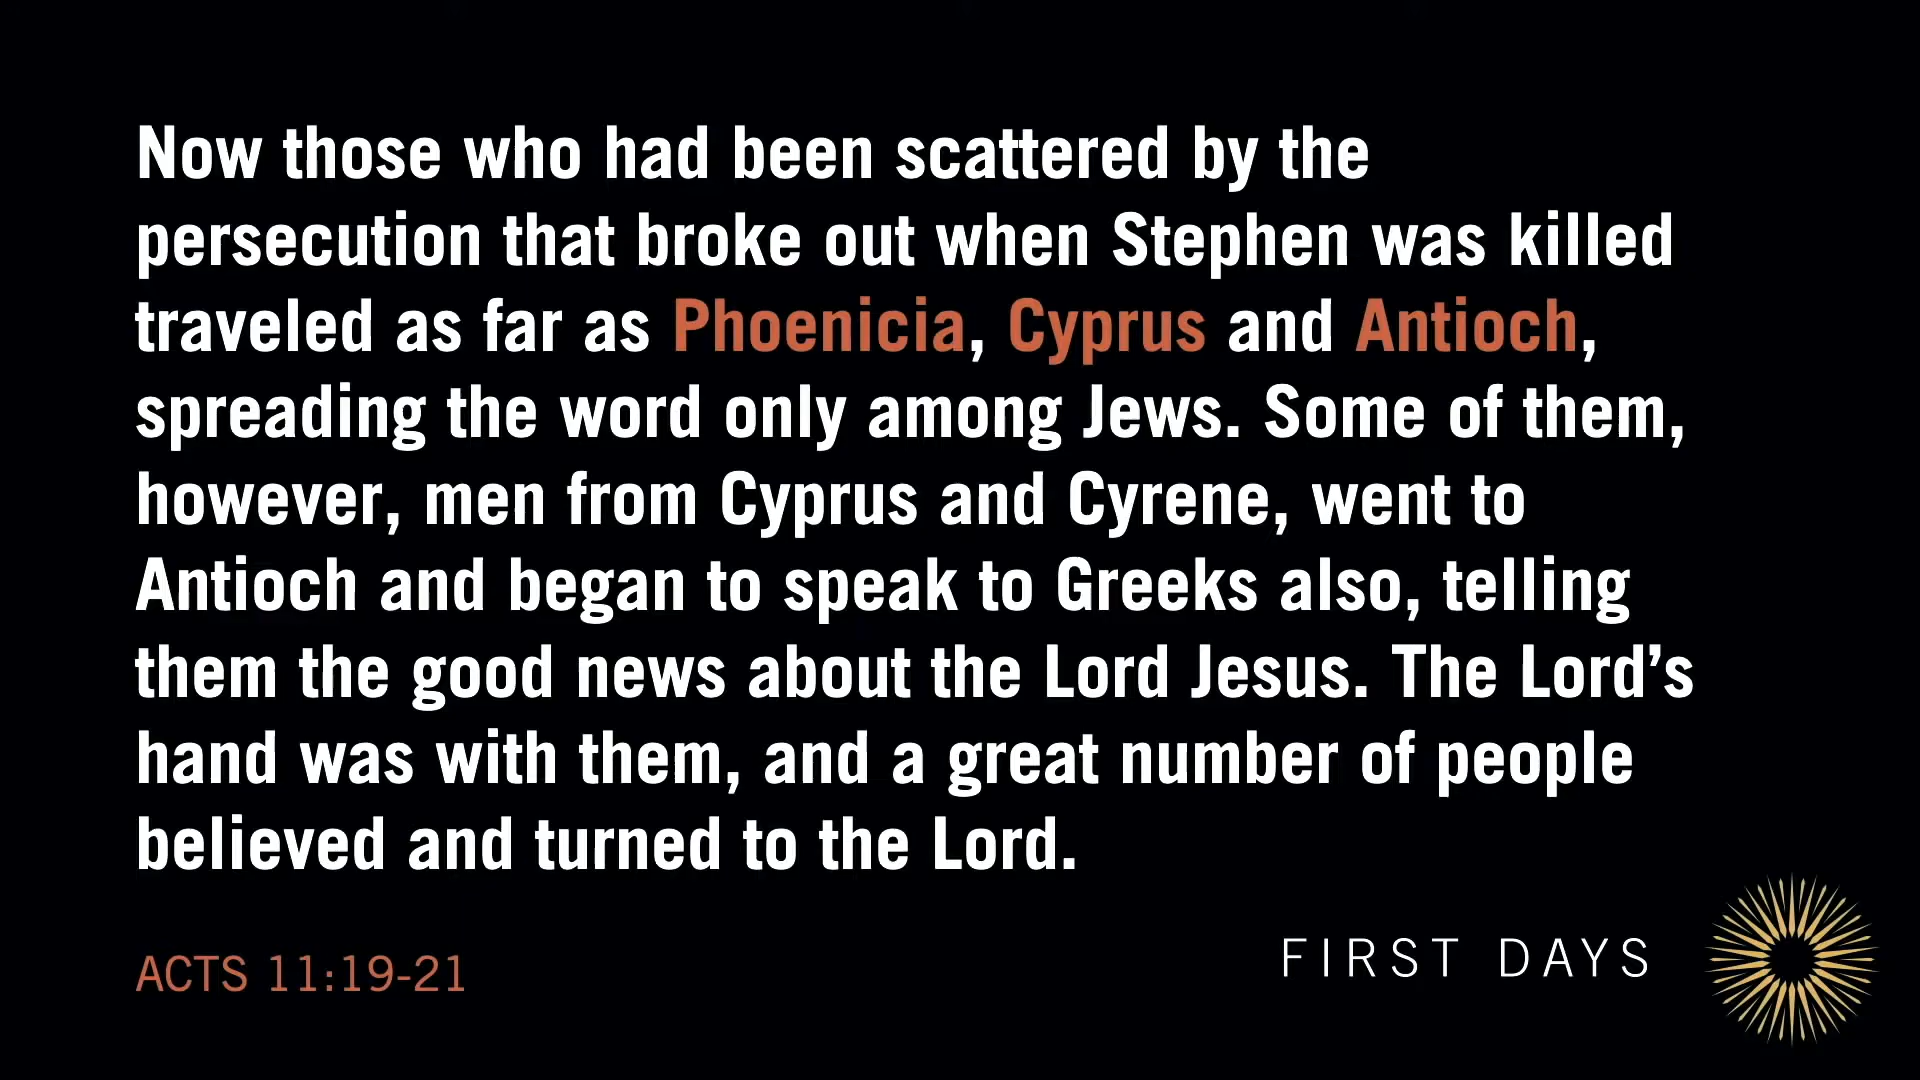 Now those who had been scattered by the
persecution that broke out when Stephen was killed
traveled as far as Phoenicia, Cyprus and Antioch,
spreading the word only among Jews. Some of them,
however, men from Cyprus and Cyrene, went to
Antioch and began to speak to Greeks also, telling
them the good news about the Lord Jesus. The Lord’s
hand was with them, and a great number of people
believed and turned to the Lord.
ACTS 11:19-21
FIRST DAYS